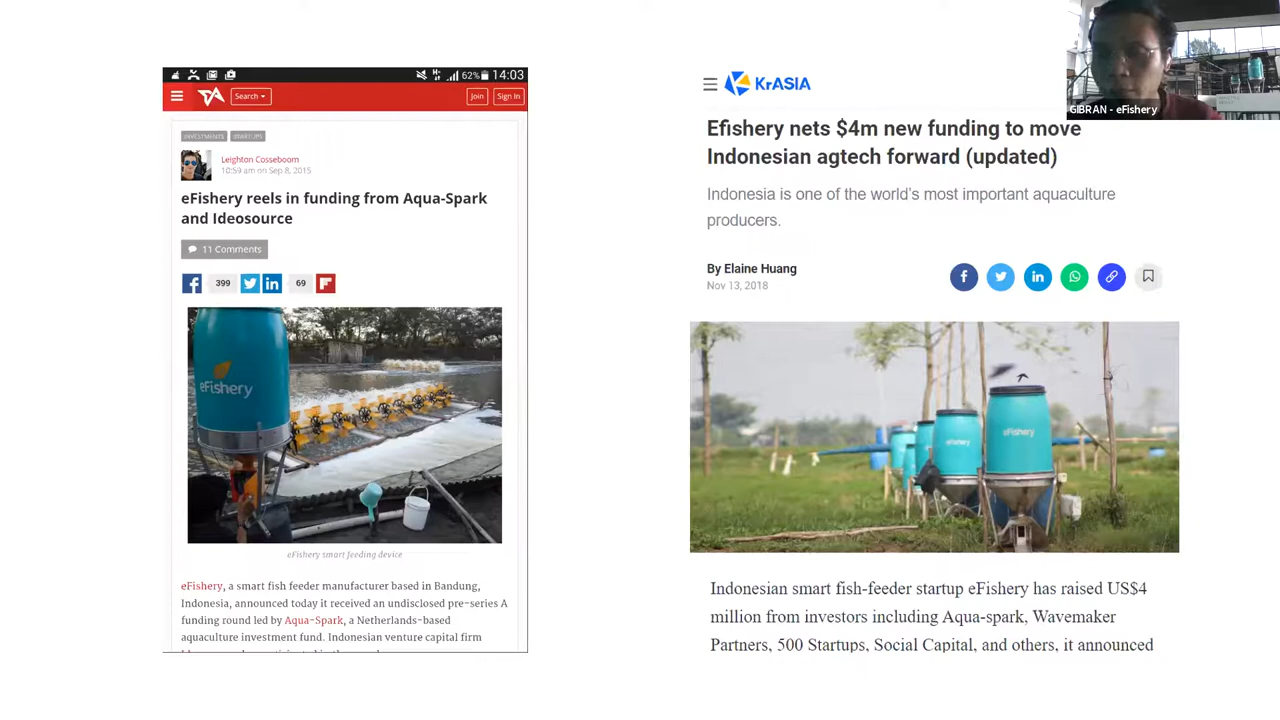 62% 14:03
Search
Join
Sign In
INVESTMENTS
STARTUPS
Leighton Cosseboom
10:59 am on Sep 8, 2015
eFishery reels in funding from Aqua-Spark
and Ideosource
11 Comments
399
69
eFishery
eFishery smart feeding device
eFishery, a smart fish feeder manufacturer based in Bandung,
Indonesia, announced today it received an undisclosed pre-series A
funding round led by Aqua-Spark, a Netherlands-based
aquaculture investment fund. Indonesian venture capital firm
KrASIA
Efishery nets $4m new funding to move
Indonesian agtech forward (updated)
Indonesia is one of the world's most important aquaculture
producers.
By Elaine Huang
Nov 13, 2018
eFishery
eFishery
Indonesian smart fish-feeder startup eFishery has raised US$4
million from investors including Aqua-spark, Wavemaker
Partners, 500 Startups, Social Capital, and others, it announced
GIBRAN - eFishery